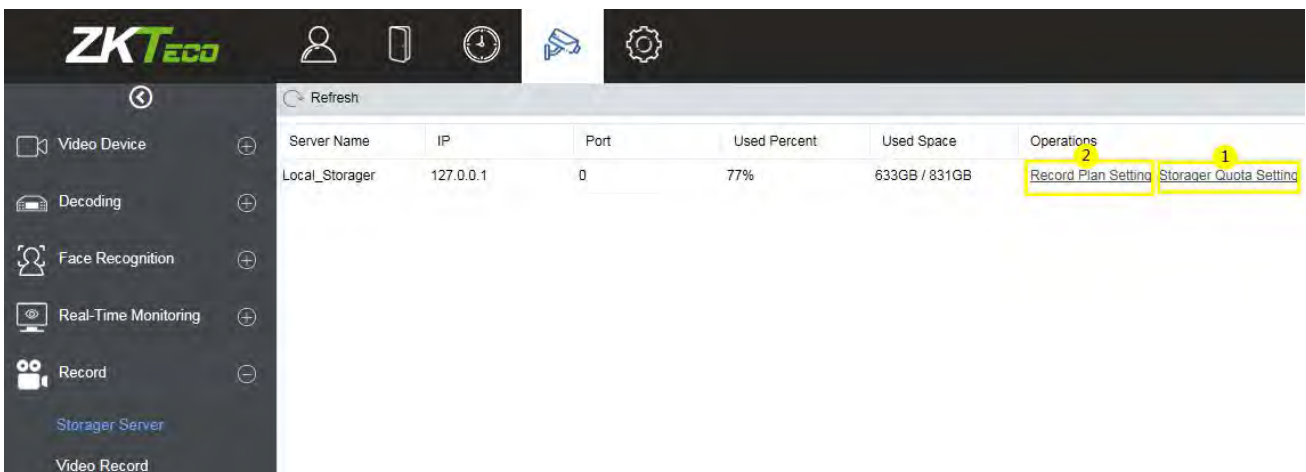 ZKTECO
Refresh
Video Device
Server Name IP Port Used Percent Used Space Operations
2 1
Local_Storager 127.0.0.1 0 77% 633GB / 831GB Record Plan Setting Storager Quota Setting
Decoding
Face Recognition
Real-Time Monitoring
Record
Storager Server
Video Record